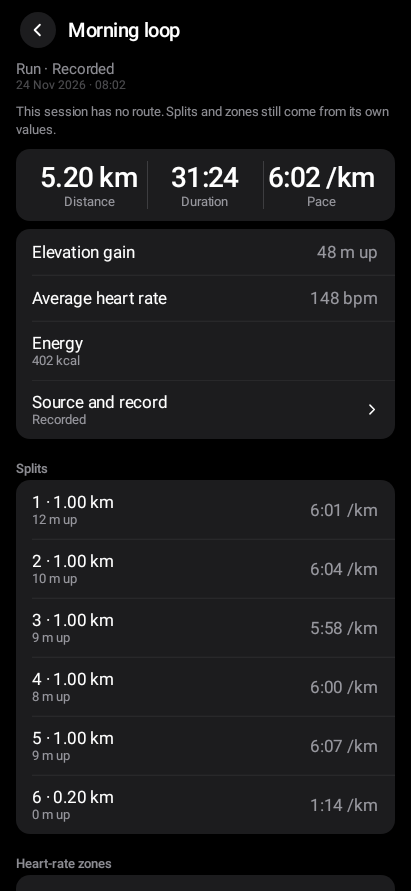 Morning loop
Run · Recorded
24 Nov 2026 · 08:02
This session has no route. Splits and zones still come from its own
values.
5.20 km
Distance
31:24
Duration
6:02 /km
Pace
Elevation gain
48 m up
Average heart rate
148 bpm
Energy
402 kcal
Source and record
Recorded
Splits
1 · 1.00 km
12 m up
6:01 /km
2 · 1.00 km
10 m up
6:04 /km
3 · 1.00 km
9 m up
5:58 /km
4 · 1.00 km
8 m up
6:00 /km
5 · 1.00 km
9 m up
6:07 /km
6 · 0.20 km
0 m up
1:14 /km
Heart-rate zones